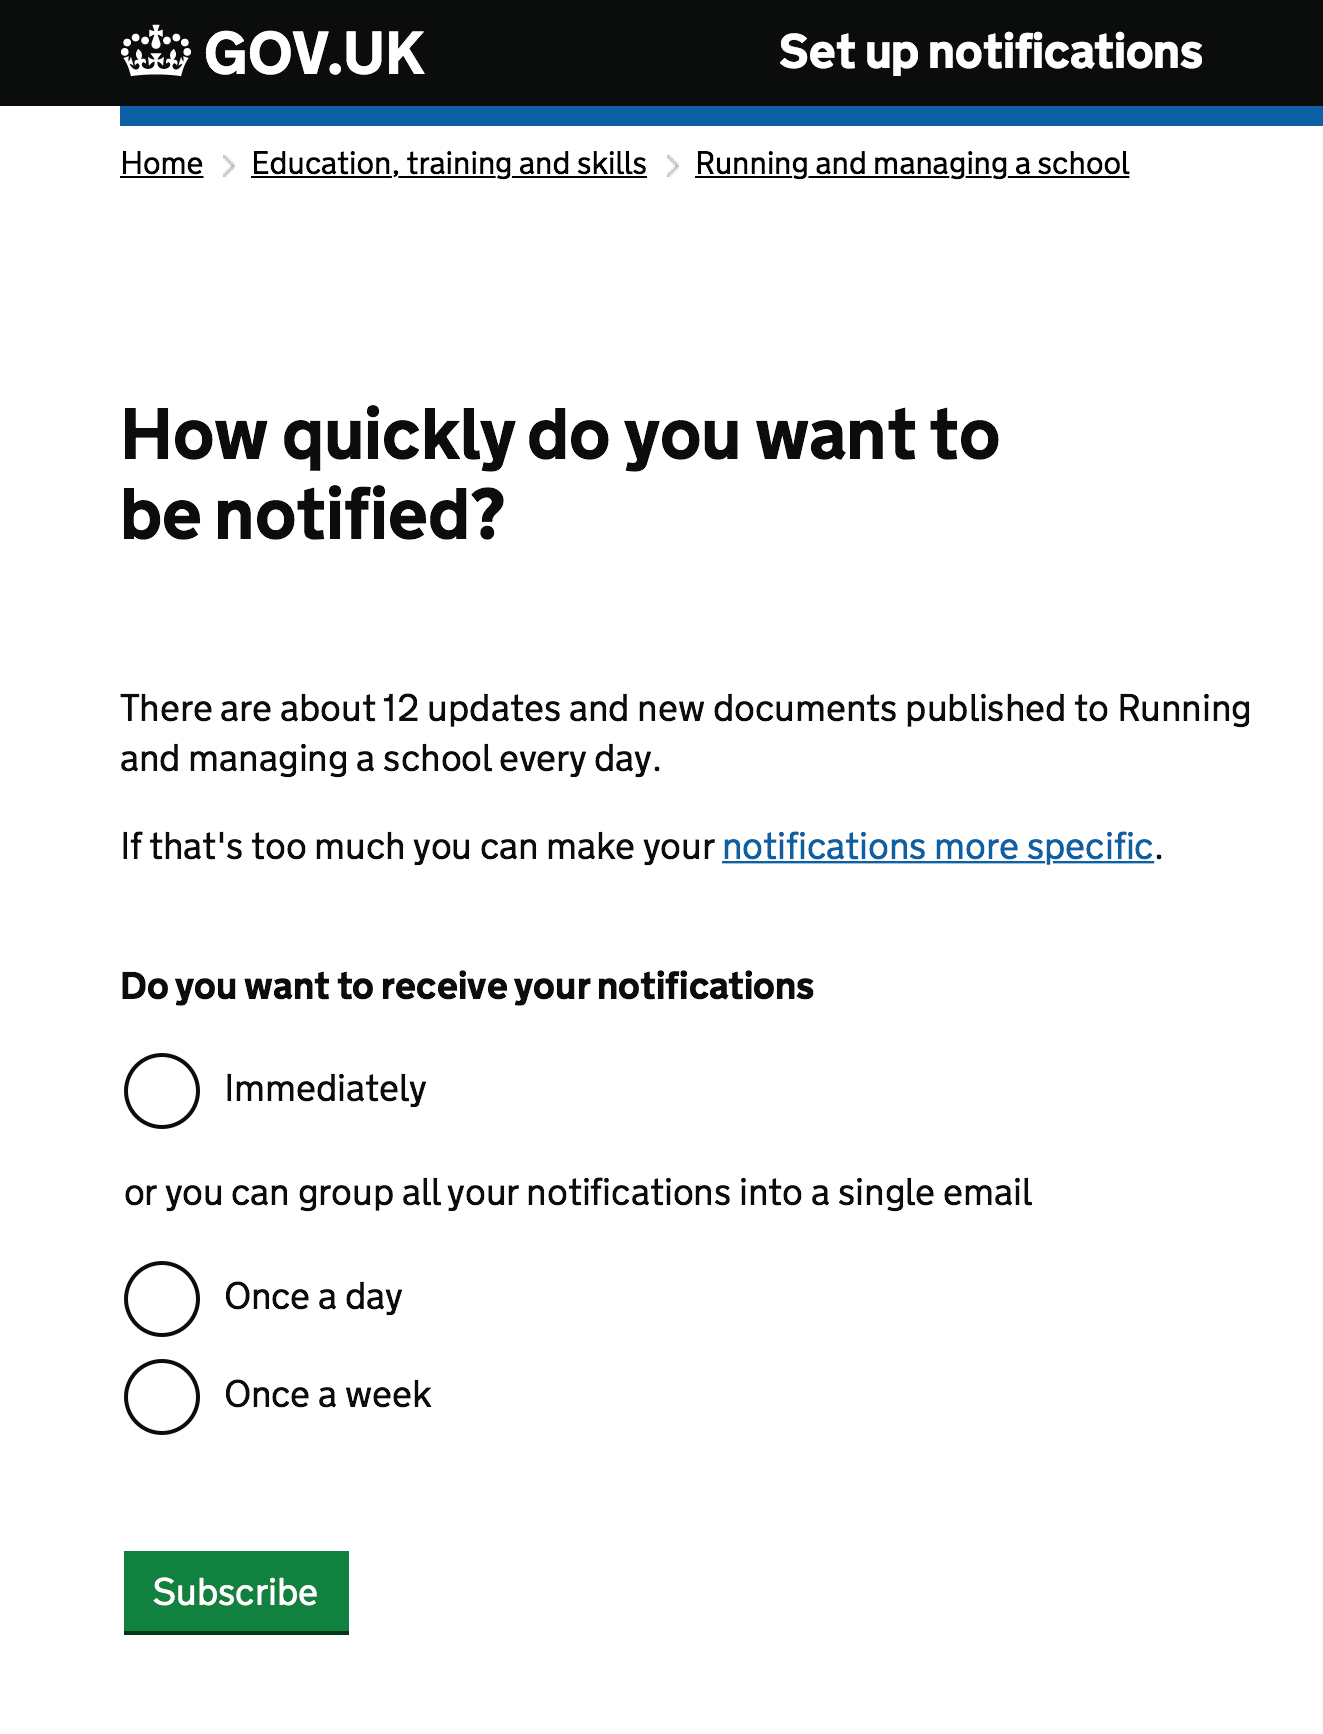 GOV.UK
Set up notifications
Home
Education, training and skills
Running and managing a school
How quickly do you want to
be notified?
There are about 12 updates and new documents published to Running
and managing a school every day.
If that's too much you can make your notifications more specific.
Do you want to receive your notifications
Immediately
or you can group all your notifications into a single email
Once a day
Once a week
Subscribe